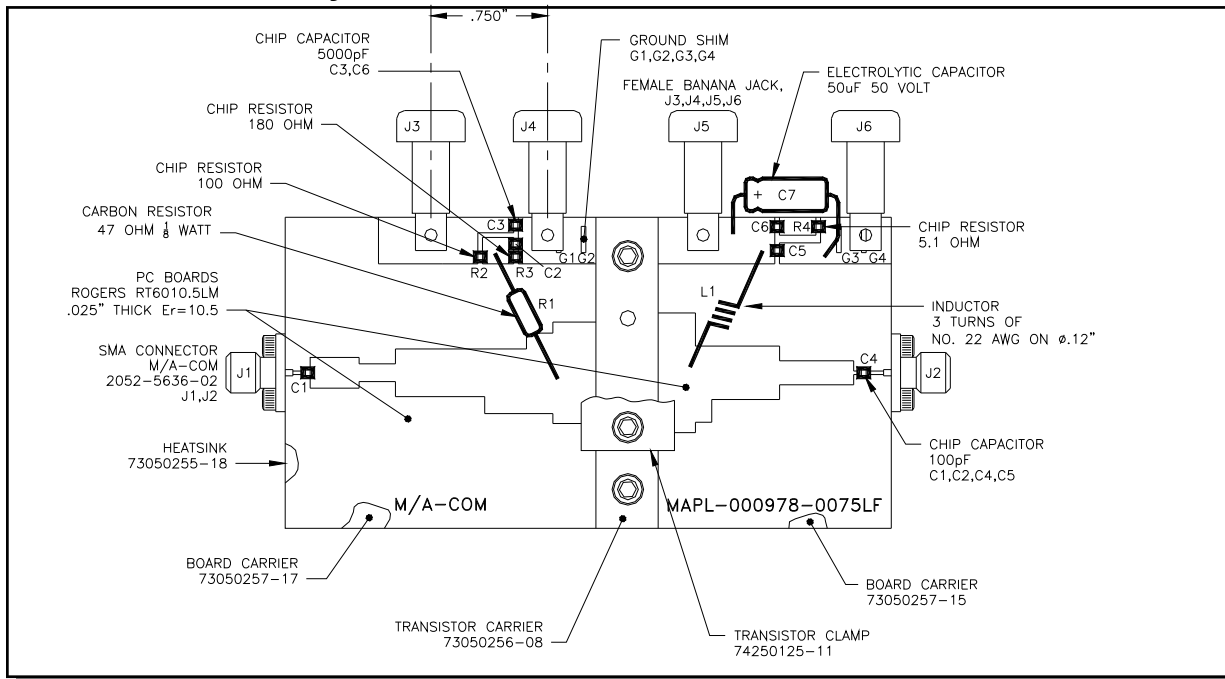 .750"
CHIP CAPACITOR
5000pF
C3,C6
GROUND SHIM
G1,G2,G3,G4
FEMALE BANANA JACK,
J3,J4,J5,J6
ELECTROLYTIC CAPACITOR
50uF 50 VOLT
CHIP RESISTOR
180 OHM
J3
J4
J5
J6
CHIP RESISTOR
100 OHM
+ C7
CARBON RESISTOR
47 OHM 1/8 WATT
C3
C6
R4
CHIP RESISTOR
5.1 OHM
C5
R2
R3
C2
G1
G2
G3
G4
PC BOARDS
ROGERS RT6010.5LM
.025" THICK Er=10.5
R1
L1
INDUCTOR
3 TURNS OF
NO. 22 AWG ON ø.12"
SMA CONNECTOR
M/A-COM
2052-5636-02
J1,J2
J1
C1
C4
J2
HEATSINK
73050255-18
CHIP CAPACITOR
100pF
C1,C2,C4,C5
M/A-COM
MAPL-000978-0075LF
BOARD CARRIER
73050257-17
BOARD CARRIER
73050257-15
TRANSISTOR CARRIER
73050256-08
TRANSISTOR CLAMP
74250125-11